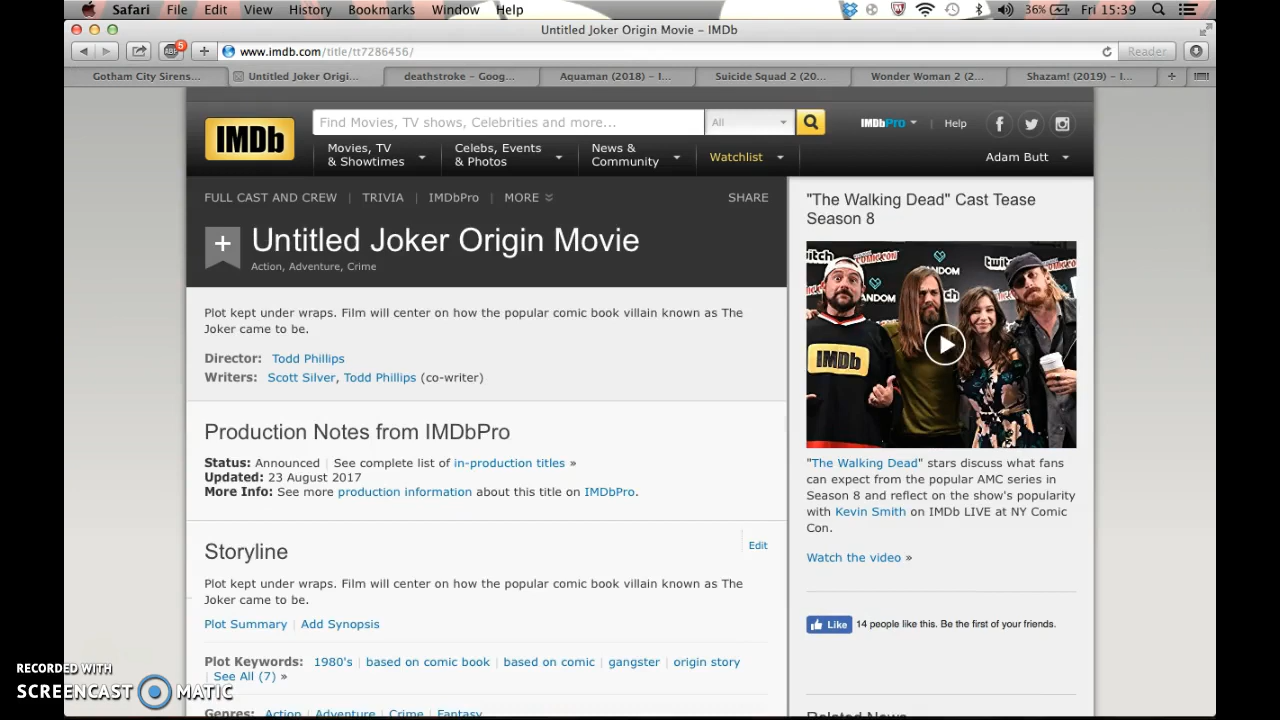 Safari File Edit View History Bookmarks Window Help 36% Fri 15:39
Untitled Joker Origin Movie – IMDb
ABP 5 + www.imdb.com/title/tt7286456/ Reader
Gotham City Sirens... Untitled Joker Origi... deathstroke – Goog... Aquaman (2018) – I... Suicide Squad 2 (20... Wonder Woman 2 (2... Shazam! (2019) – I... +
IMDb Find Movies, TV shows, Celebrities and more... All IMDbPro | Help
Movies, TV & Showtimes
Celebs, Events & Photos
News & Community
Watchlist
Adam Butt
FULL CAST AND CREW | TRIVIA | IMDbPro | MORE SHARE
+ Untitled Joker Origin Movie
Action, Adventure, Crime
Plot kept under wraps. Film will center on how the popular comic book villain known as The
Joker came to be.
Director: Todd Phillips
Writers: Scott Silver, Todd Phillips (co-writer)
Production Notes from IMDbPro
Status: Announced | See complete list of in-production titles »
Updated: 23 August 2017
More Info: See more production information about this title on IMDbPro.
Storyline Edit
Plot kept under wraps. Film will center on how the popular comic book villain known as The
Joker came to be.
Plot Summary | Add Synopsis
Plot Keywords: 1980's | based on comic book | based on comic | gangster | origin story
| See All (7) »
Genres: Action | Adventure | Crime | Fantasy
"The Walking Dead" Cast Tease
Season 8
twitch
FANDOM
IMDb
"The Walking Dead" stars discuss what fans
can expect from the popular AMC series in
Season 8 and reflect on the show's popularity
with Kevin Smith on IMDb LIVE at NY Comic
Con.
Watch the video »
Like 14 people like this. Be the first of your friends.
Related News
RECORDED WITH
SCREENCAST MATIC